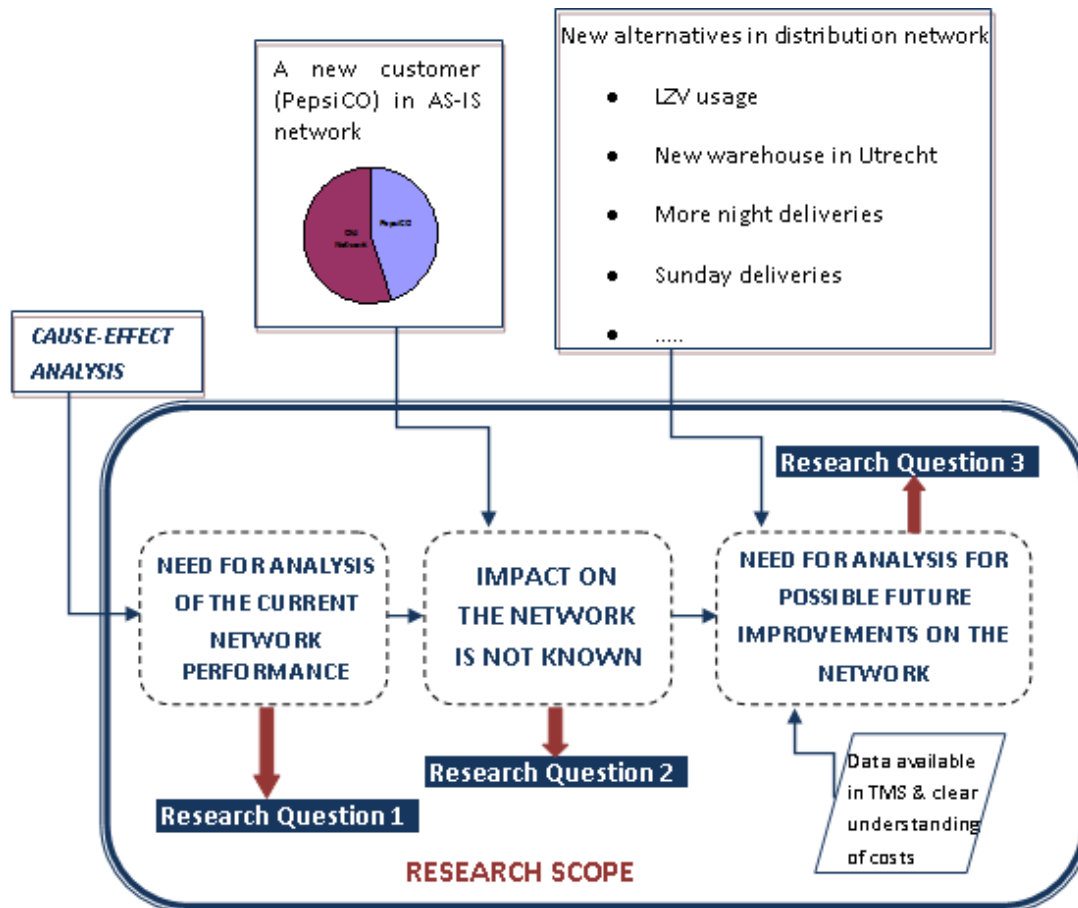 A new customer
(PepsiCO) in AS-IS
network
PepsiCO
Old
Network
New alternatives in distribution network
● LZV usage
● New warehouse in Utrecht
● More night deliveries
● Sunday deliveries
● .....
CAUSE-EFFECT
ANALYSIS
Research Question 3
NEED FOR ANALYSIS
OF THE CURRENT
NETWORK
PERFORMANCE
IMPACT ON
THE NETWORK
IS NOT KNOWN
NEED FOR ANALYSIS FOR
POSSIBLE FUTURE
IMPROVEMENTS ON THE
NETWORK
Research Question 1
Research Question 2
Data available
in TMS & clear
understanding
of costs
RESEARCH SCOPE